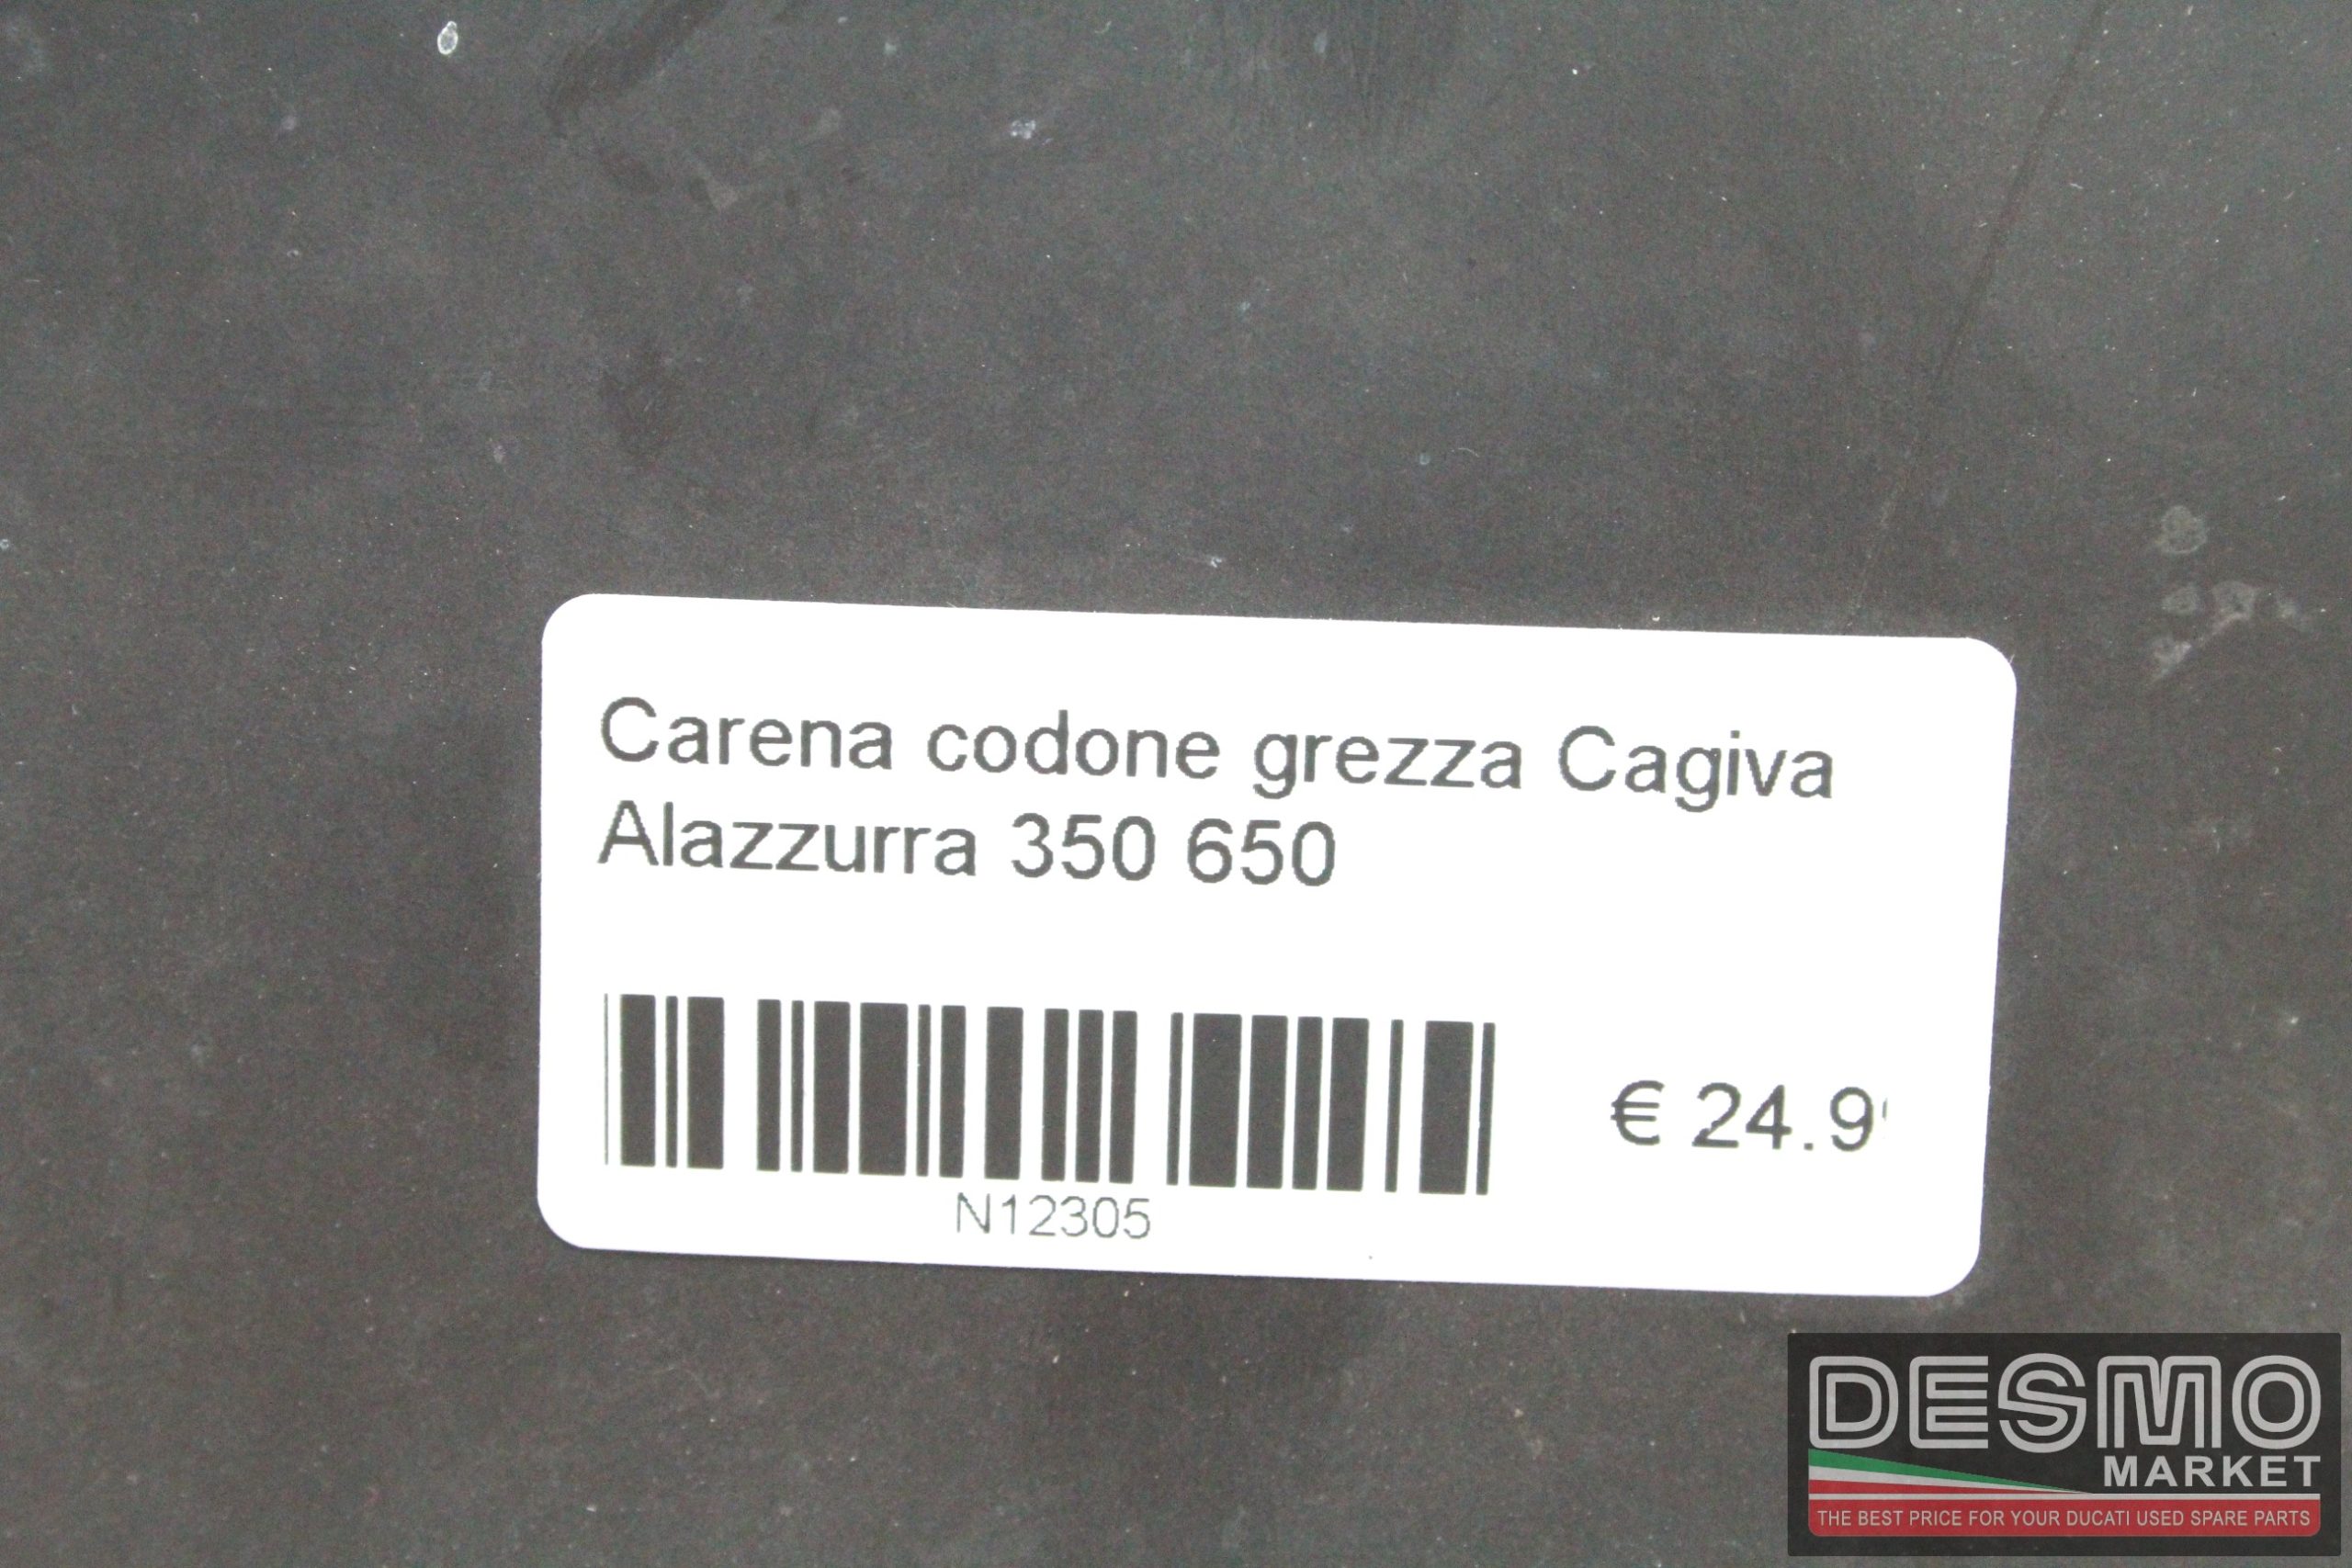 Carena codone grezza Cagiva
Alazzurra 350 650
€ 24.9
N12305
DESMO
MARKET
THE BEST PRICE FOR YOUR DUCATI USED SPARE PARTS